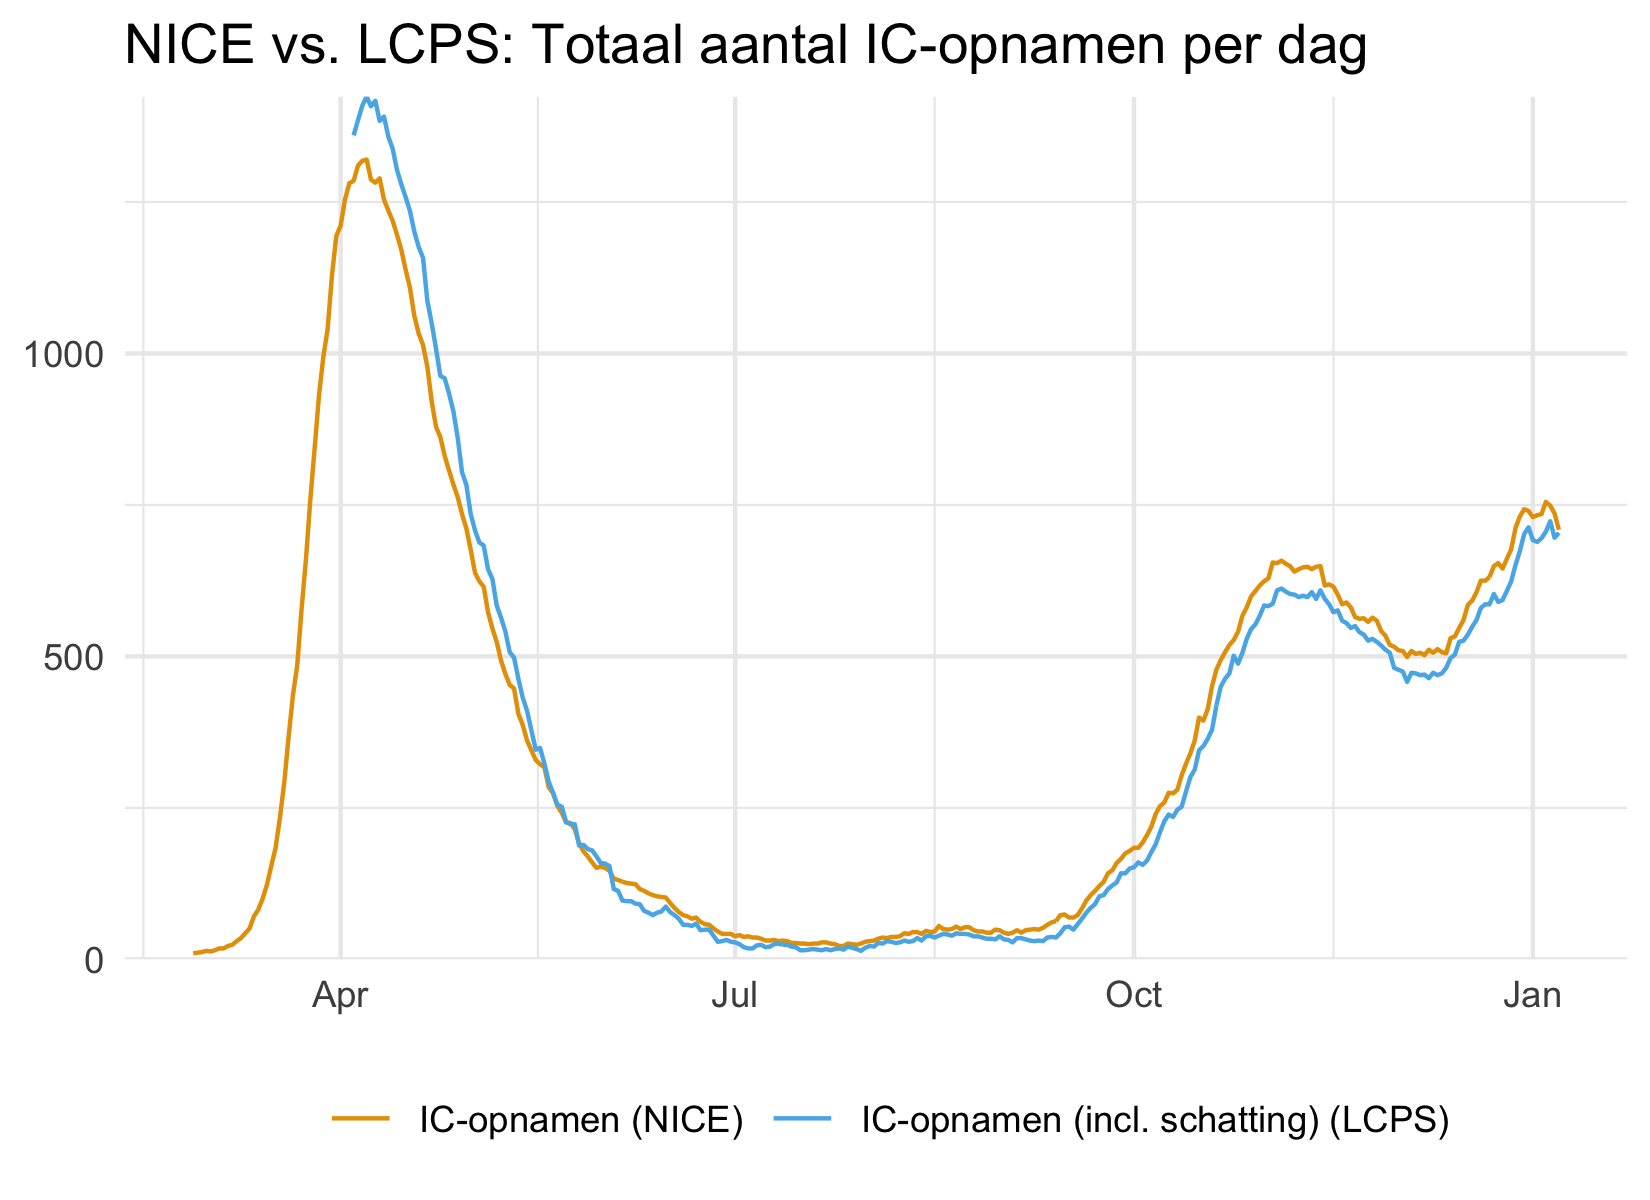 NICE vs. LCPS: Totaal aantal IC-opnamen per dag
1000
500
0
Apr Jul Oct Jan
IC-opnamen (NICE) IC-opnamen (incl. schatting) (LCPS)